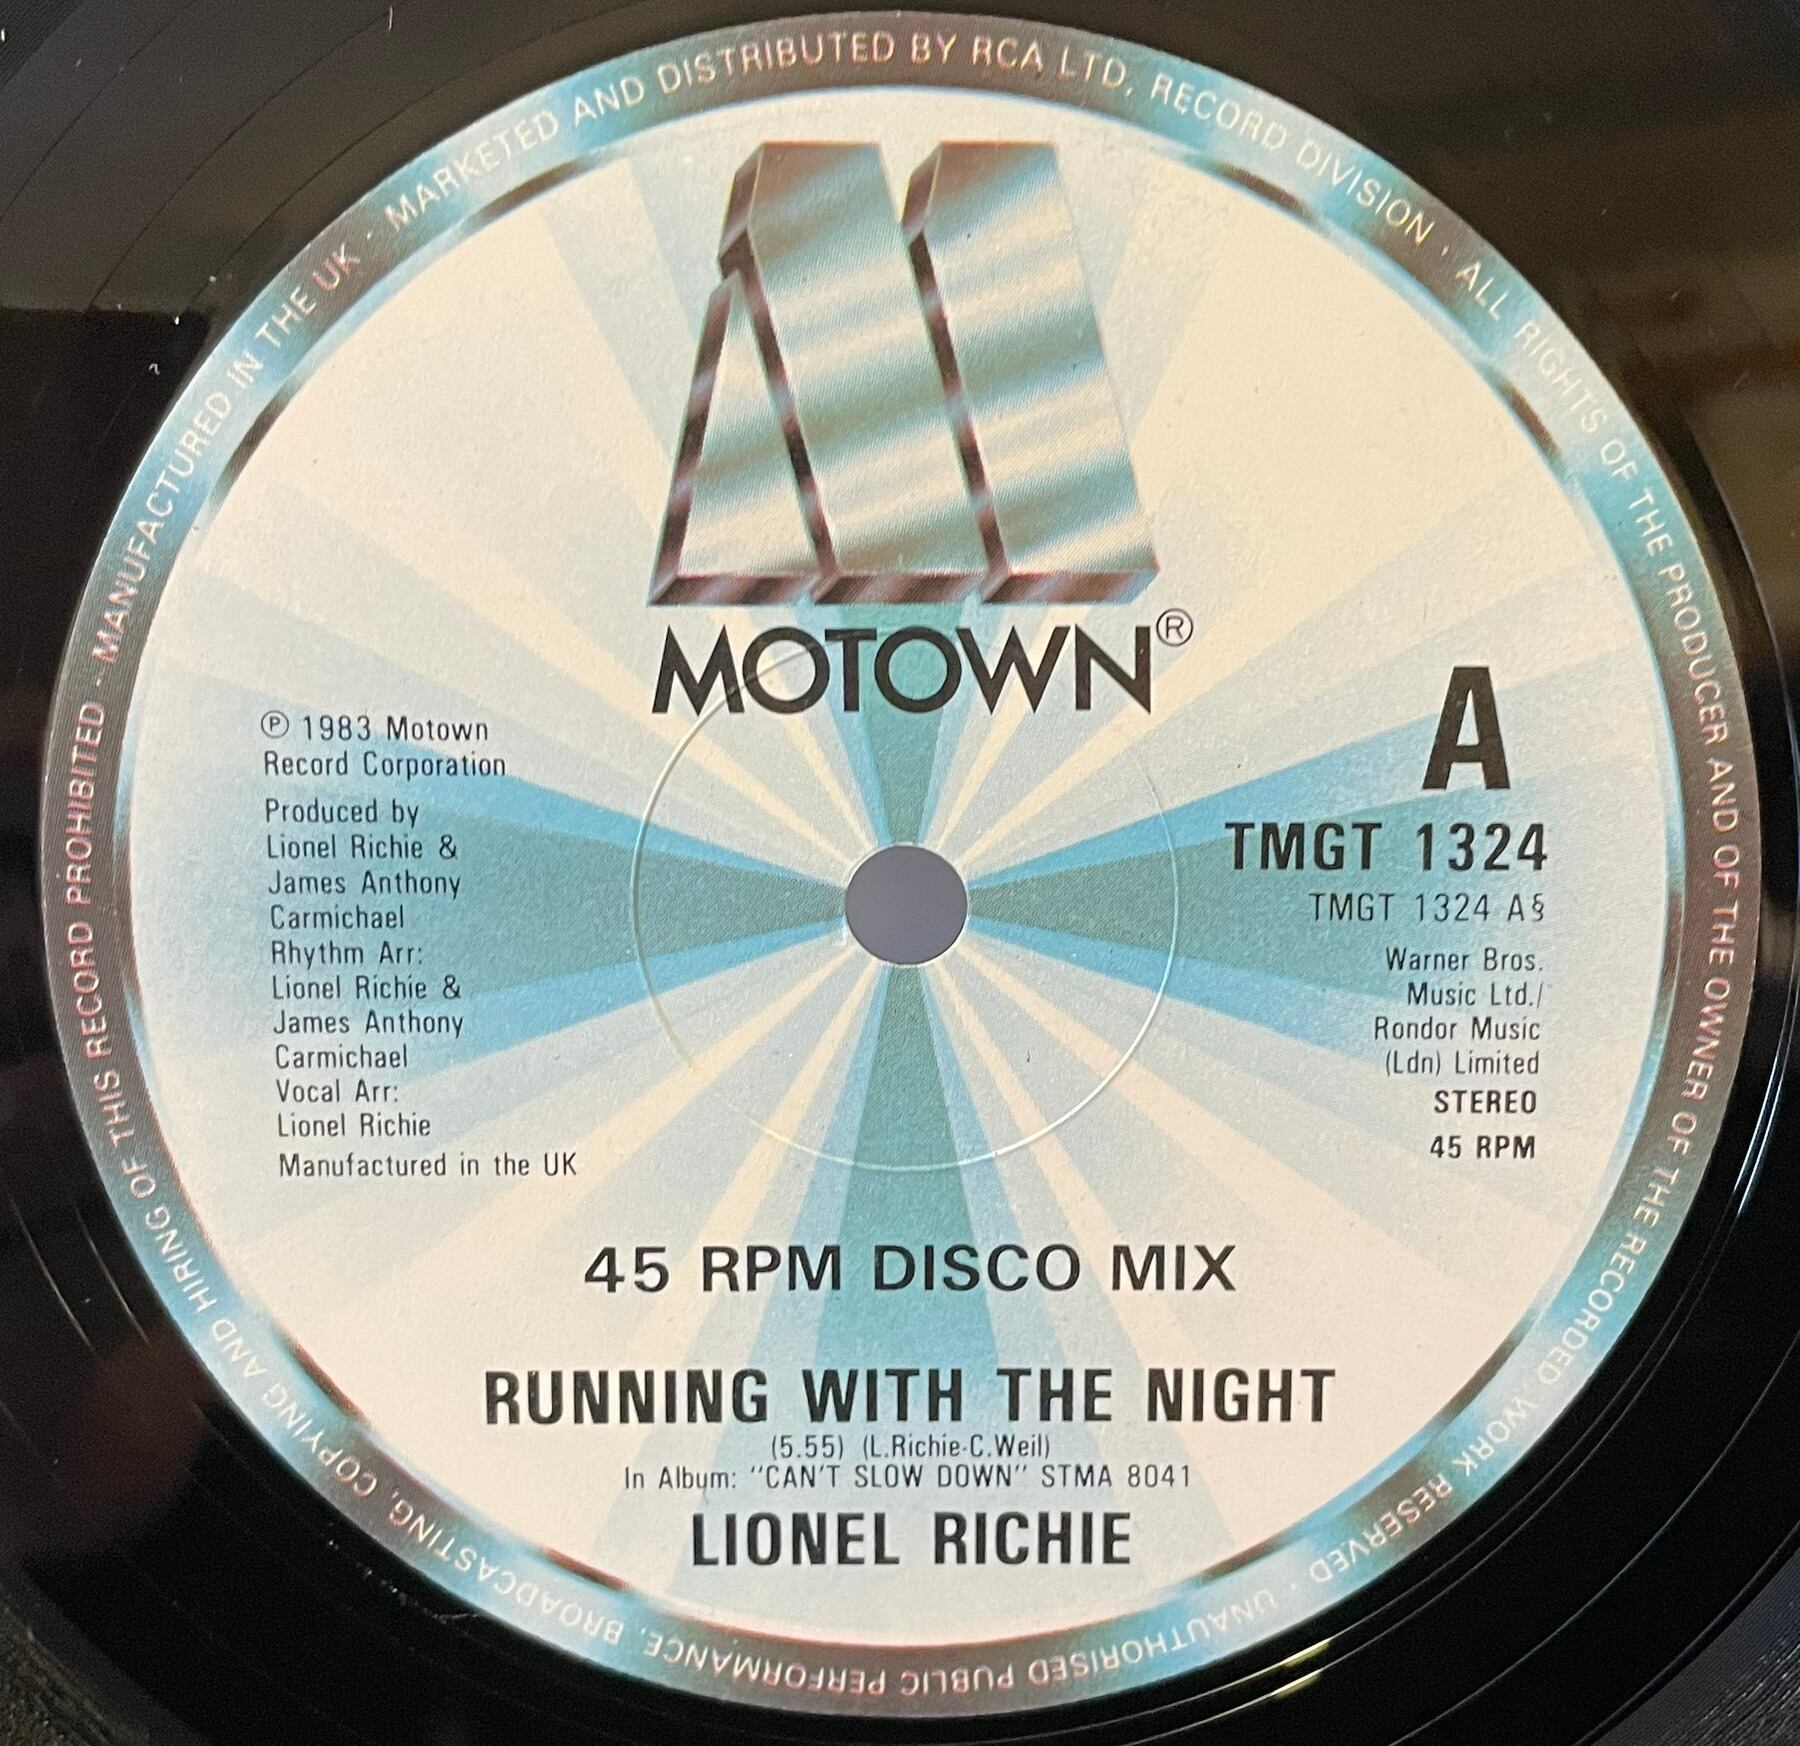 MANUFACTURED IN THE UK · MARKETED AND DISTRIBUTED BY RCA LTD. RECORD DIVISION · ALL RIGHTS OF THE PRODUCER AND OF THE OWNER OF THE RECORDED WORK RESERVED · UNAUTHORISED PUBLIC PERFORMANCE, BROADCASTING, COPYING AND HIRING OF THIS RECORD PROHIBITED ·
MOTOWN®
℗ 1983 Motown
Record Corporation
Produced by
Lionel Richie &
James Anthony
Carmichael
Rhythm Arr:
Lionel Richie &
James Anthony
Carmichael
Vocal Arr:
Lionel Richie
Manufactured in the UK
A
TMGT 1324
TMGT 1324 A§
Warner Bros.
Music Ltd./
Rondor Music
(Ldn) Limited
STEREO
45 RPM
45 RPM DISCO MIX
RUNNING WITH THE NIGHT
(5.55) (L.Richie-C.Weil)
In Album: "CAN'T SLOW DOWN" STMA 8041
LIONEL RICHIE